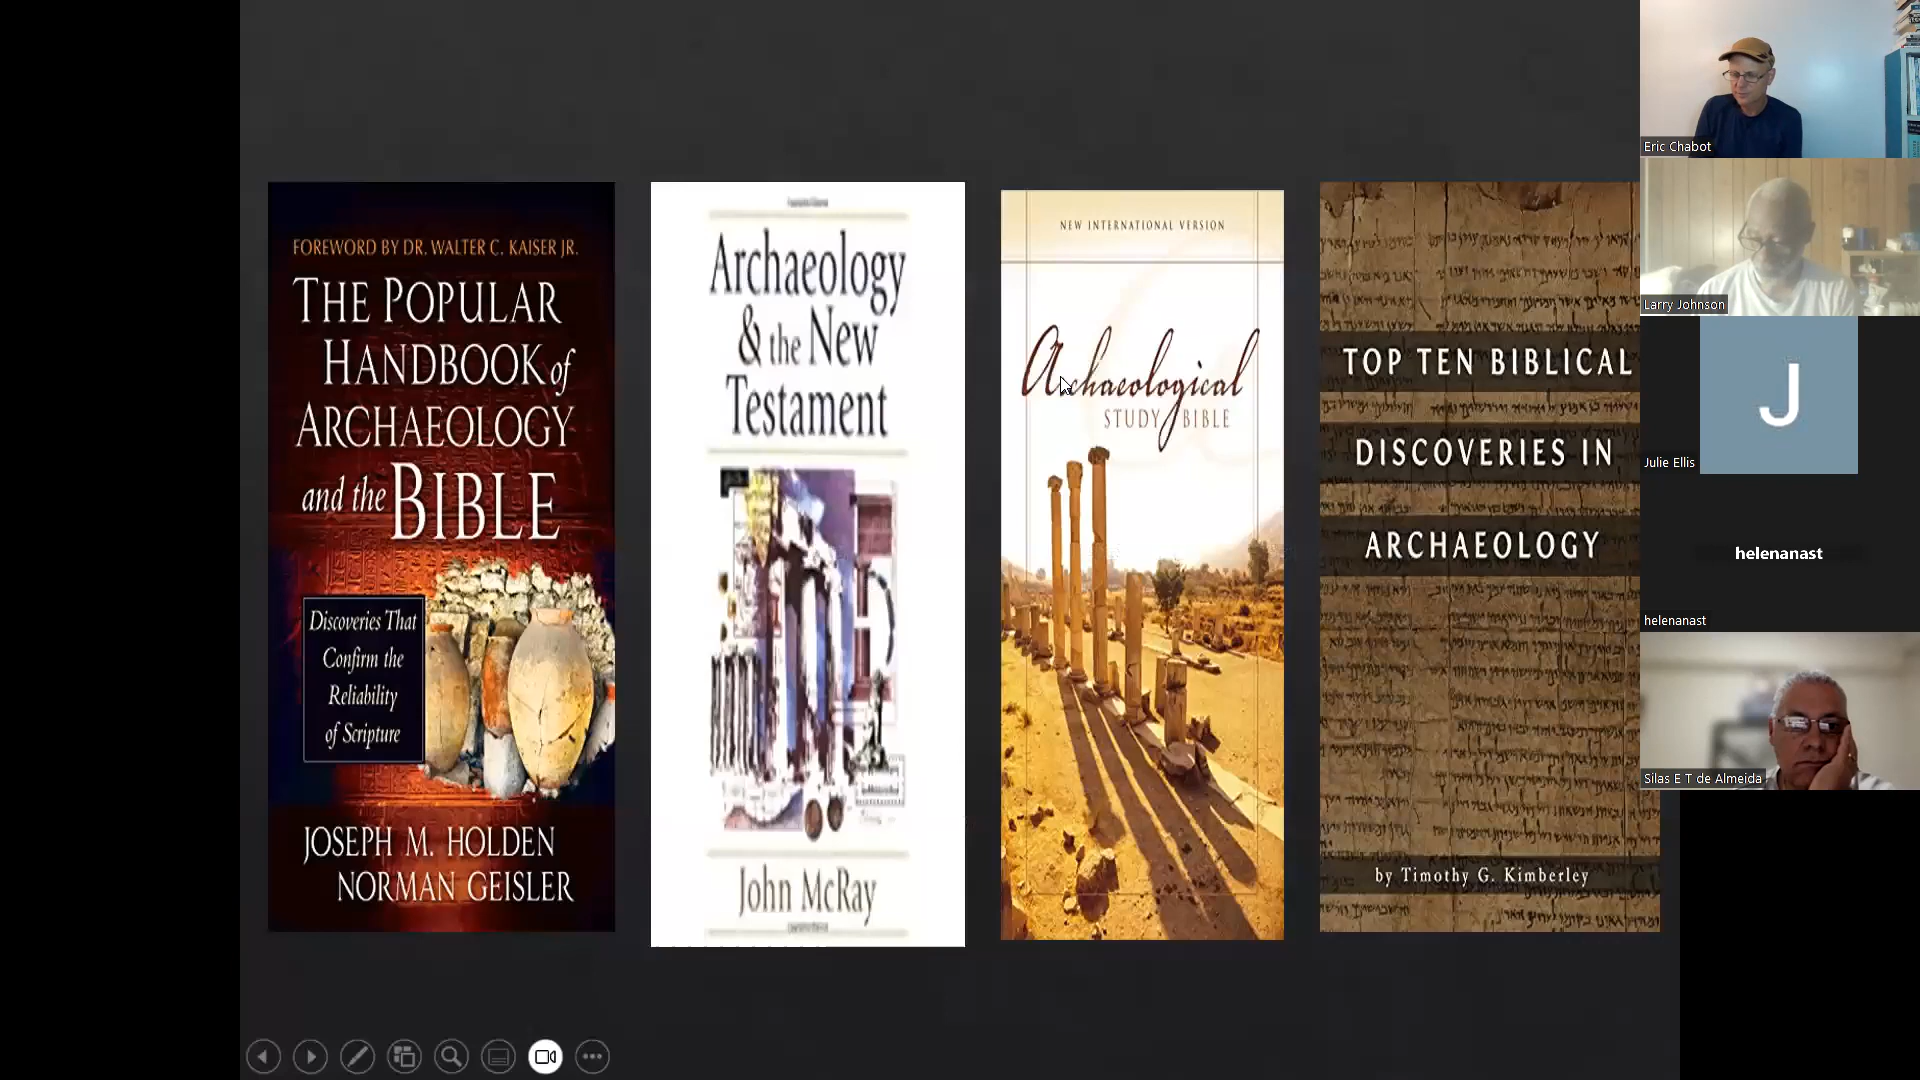 FOREWORD BY DR. WALTER C. KAISER JR.
THE POPULAR
HANDBOOK of
ARCHAEOLOGY
and the BIBLE
Discoveries That
Confirm the
Reliability
of Scripture
JOSEPH M. HOLDEN
NORMAN GEISLER
Archaeology
& the New
Testament
John McRay
NEW INTERNATIONAL VERSION
Archaeological
STUDY BIBLE
TOP TEN BIBLICAL
DISCOVERIES IN
ARCHAEOLOGY
by Timothy G. Kimberley
Eric Chabot
Larry Johnson
J
Julie Ellis
helenanast
helenanast
Silas E T de Almeida